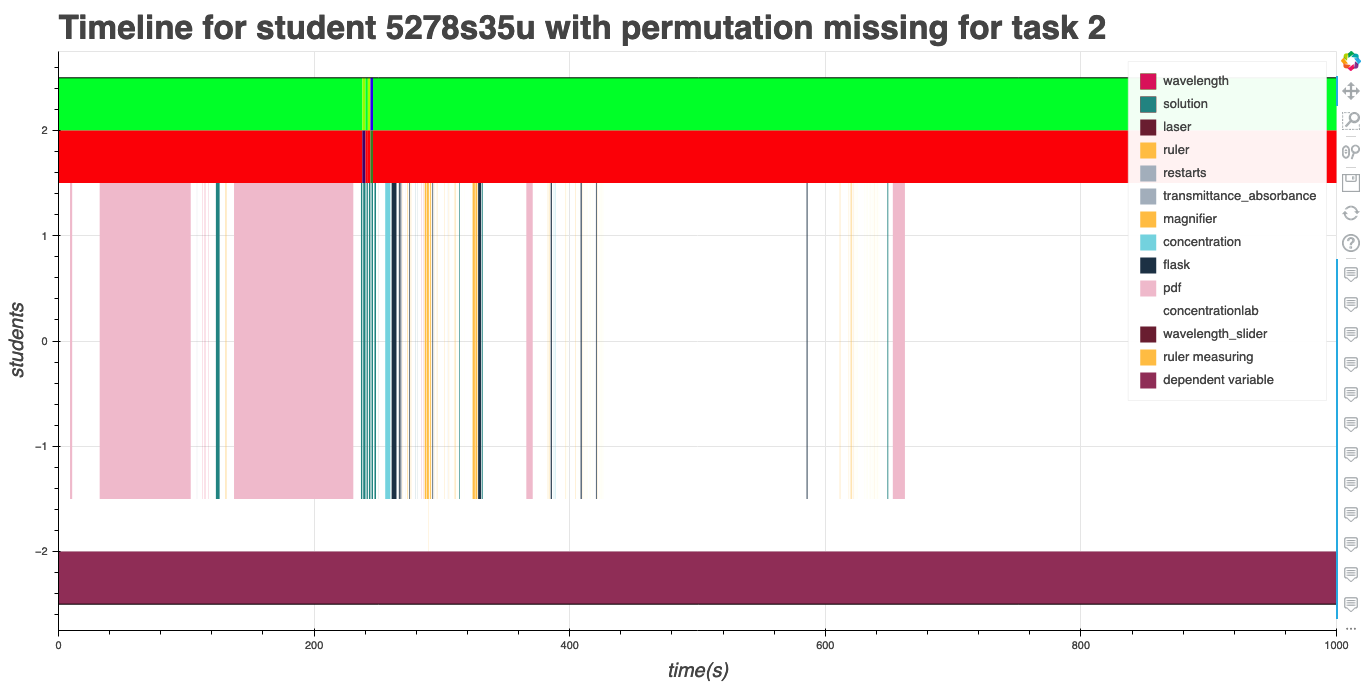 Timeline for student 5278s35u with permutation missing for task 2
wavelength
solution
laser
ruler
restarts
transmittance_absorbance
magnifier
concentration
flask
pdf
concentrationlab
wavelength_slider
ruler measuring
dependent variable
students
2
1
0
−1
−2
0 200 400 600 800 1000
time(s)